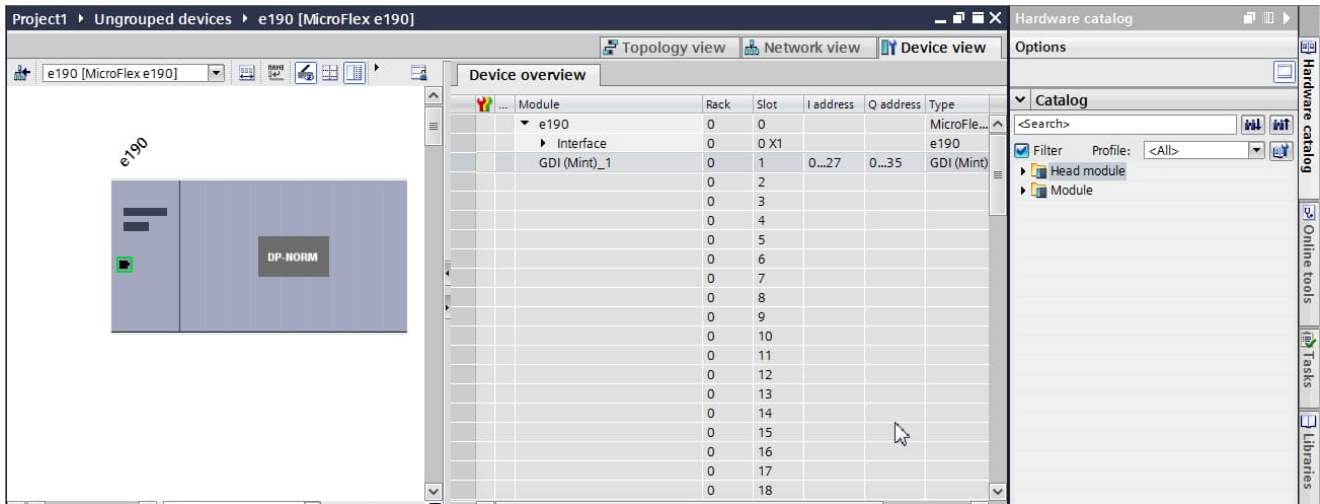 Project1 ▸ Ungrouped devices ▸ e190 [MicroFlex e190]
Hardware catalog
Topology view Network view Device view
Options
e190 [MicroFlex e190]
Device overview
... Module Rack Slot I address Q address Type
e190 0 0 MicroFle...
Interface 0 0 X1 e190
GDI (Mint)_1 0 1 0...27 0...35 GDI (Mint)
0 2
0 3
0 4
0 5
0 6
0 7
0 8
0 9
0 10
0 11
0 12
0 13
0 14
0 15
0 16
0 17
0 18
e190
DP-NORM
Catalog
<Search>
Filter Profile: <All>
Head module
Module
Hardware catalog
Online tools
Tasks
Libraries